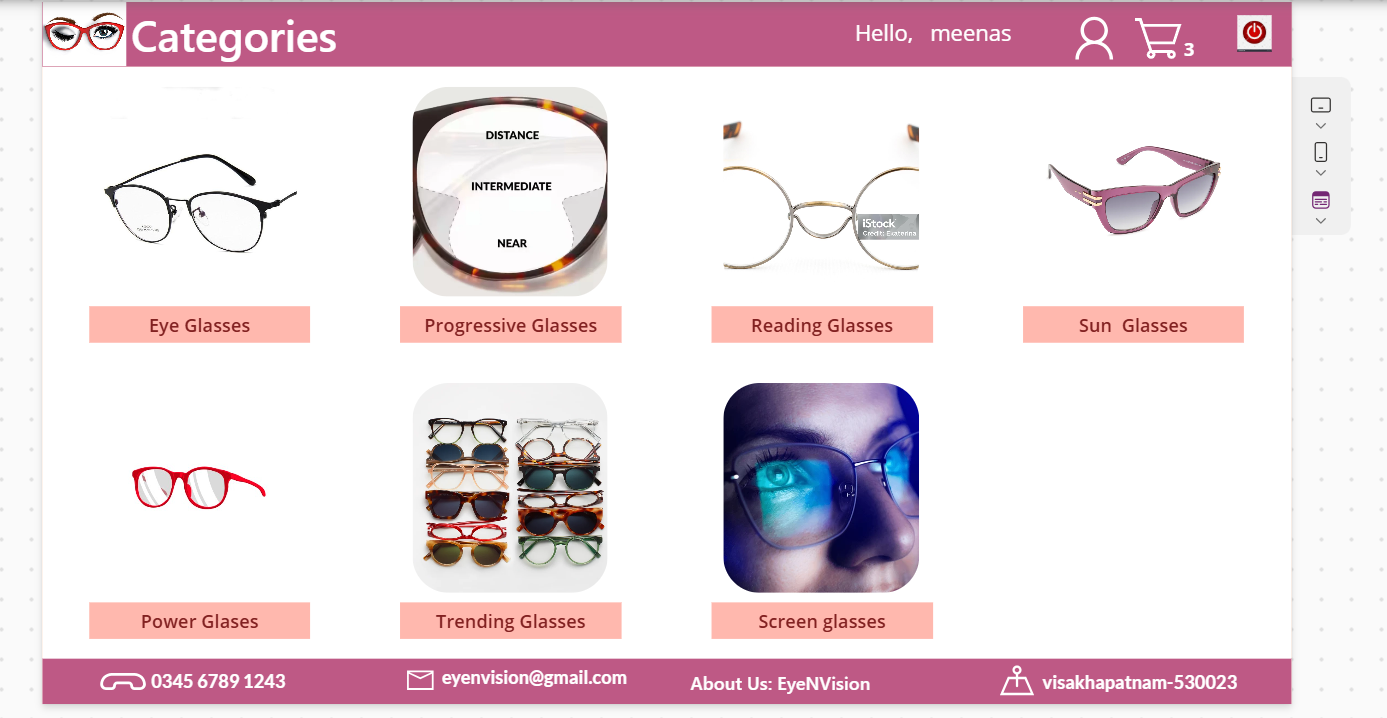 Categories
Hello, meenas
3
DISTANCE
INTERMEDIATE
NEAR
iStock
Credit: Ekaterina
Eye Glasses
Progressive Glasses
Reading Glasses
Sun Glasses
Power Glases
Trending Glasses
Screen glasses
0345 6789 1243
eyenvision@gmail.com
About Us: EyeNVision
visakhapatnam-530023